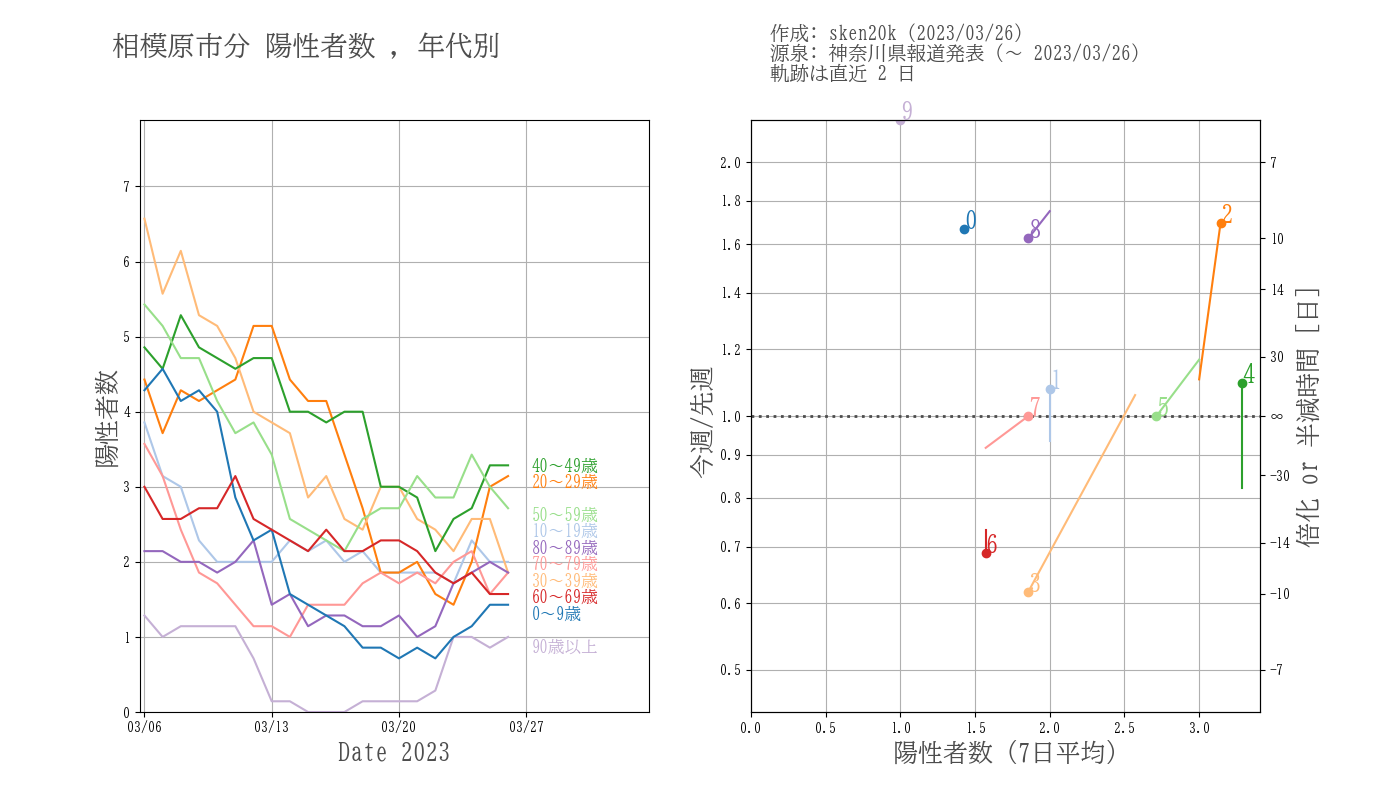 相模原市分 陽性者数 , 年代別
作成: sken20k (2023/03/26)
源泉: 神奈川県報道発表 (～ 2023/03/26)
軌跡は直近 2 日
陽性者数
7
6
5
4
3
2
1
0
03/06
03/13
03/20
03/27
Date 2023
40～49歳
20～29歳
50～59歳
10～19歳
80～89歳
70～79歳
30～39歳
60～69歳
0～9歳
90歳以上
今週/先週
2.0
1.8
1.6
1.4
1.2
1.0
0.9
0.8
0.7
0.6
0.5
0.0
0.5
1.0
1.5
2.0
2.5
3.0
陽性者数 (7日平均)
9
0
8
2
1
4
7
5
6
3
7
10
14
30
∞
−30
−14
−10
−7
倍化 or 半減時間 [日]